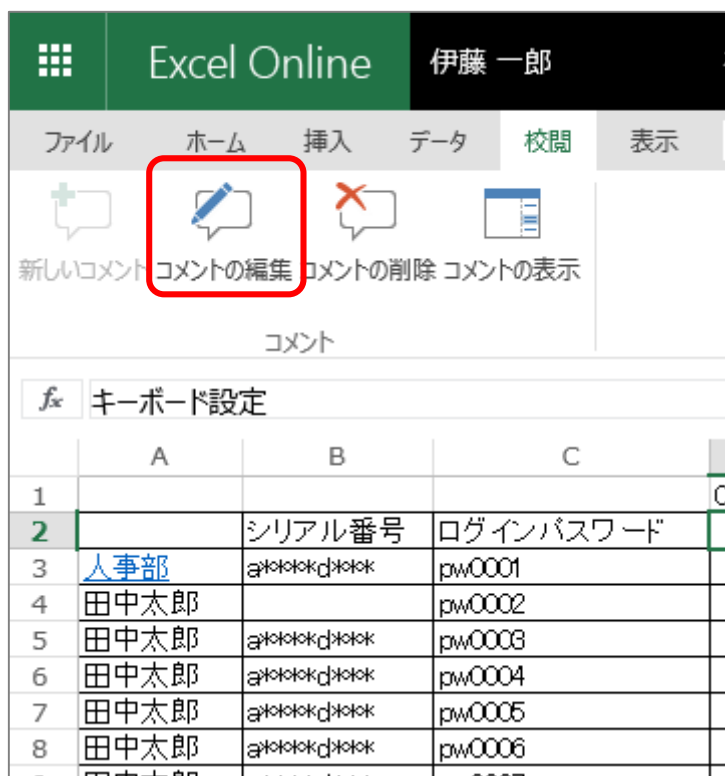 Excel Online 伊藤 一郎
ファイル ホーム 挿入 データ 校閲 表示
新しいコメント コメントの編集 コメントの削除 コメントの表示
コメント
fx キーボード設定
A B C
1
2 シリアル番号 ログインパスワード
3 人事部 a*****d**** pw0001
4 田中太郎 pw0002
5 田中太郎 a*****d**** pw0003
6 田中太郎 a*****d**** pw0004
7 田中太郎 a*****d**** pw0005
8 田中太郎 a*****d**** pw0006